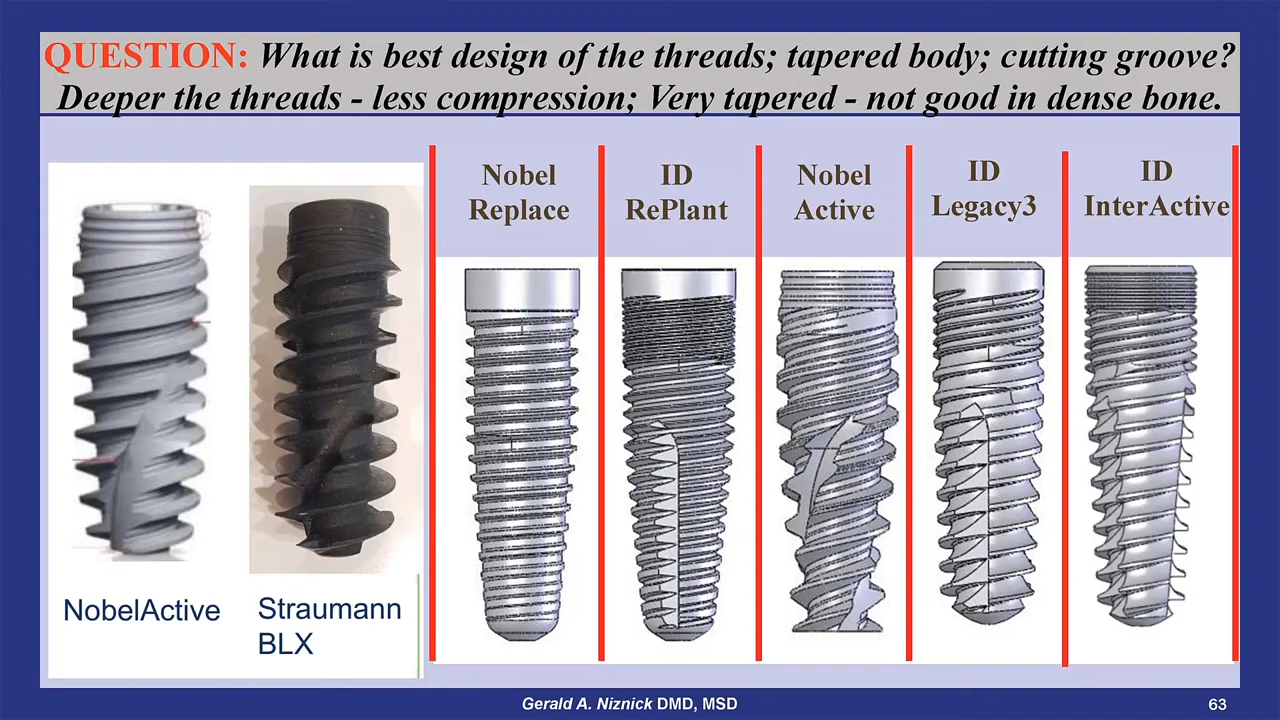 QUESTION: What is best design of the threads; tapered body; cutting groove?
Deeper the threads - less compression; Very tapered - not good in dense bone.
NobelActive
Straumann
BLX
Nobel
Replace
ID
RePlant
Nobel
Active
ID
Legacy3
ID
InterActive
Gerald A. Niznick DMD, MSD
63